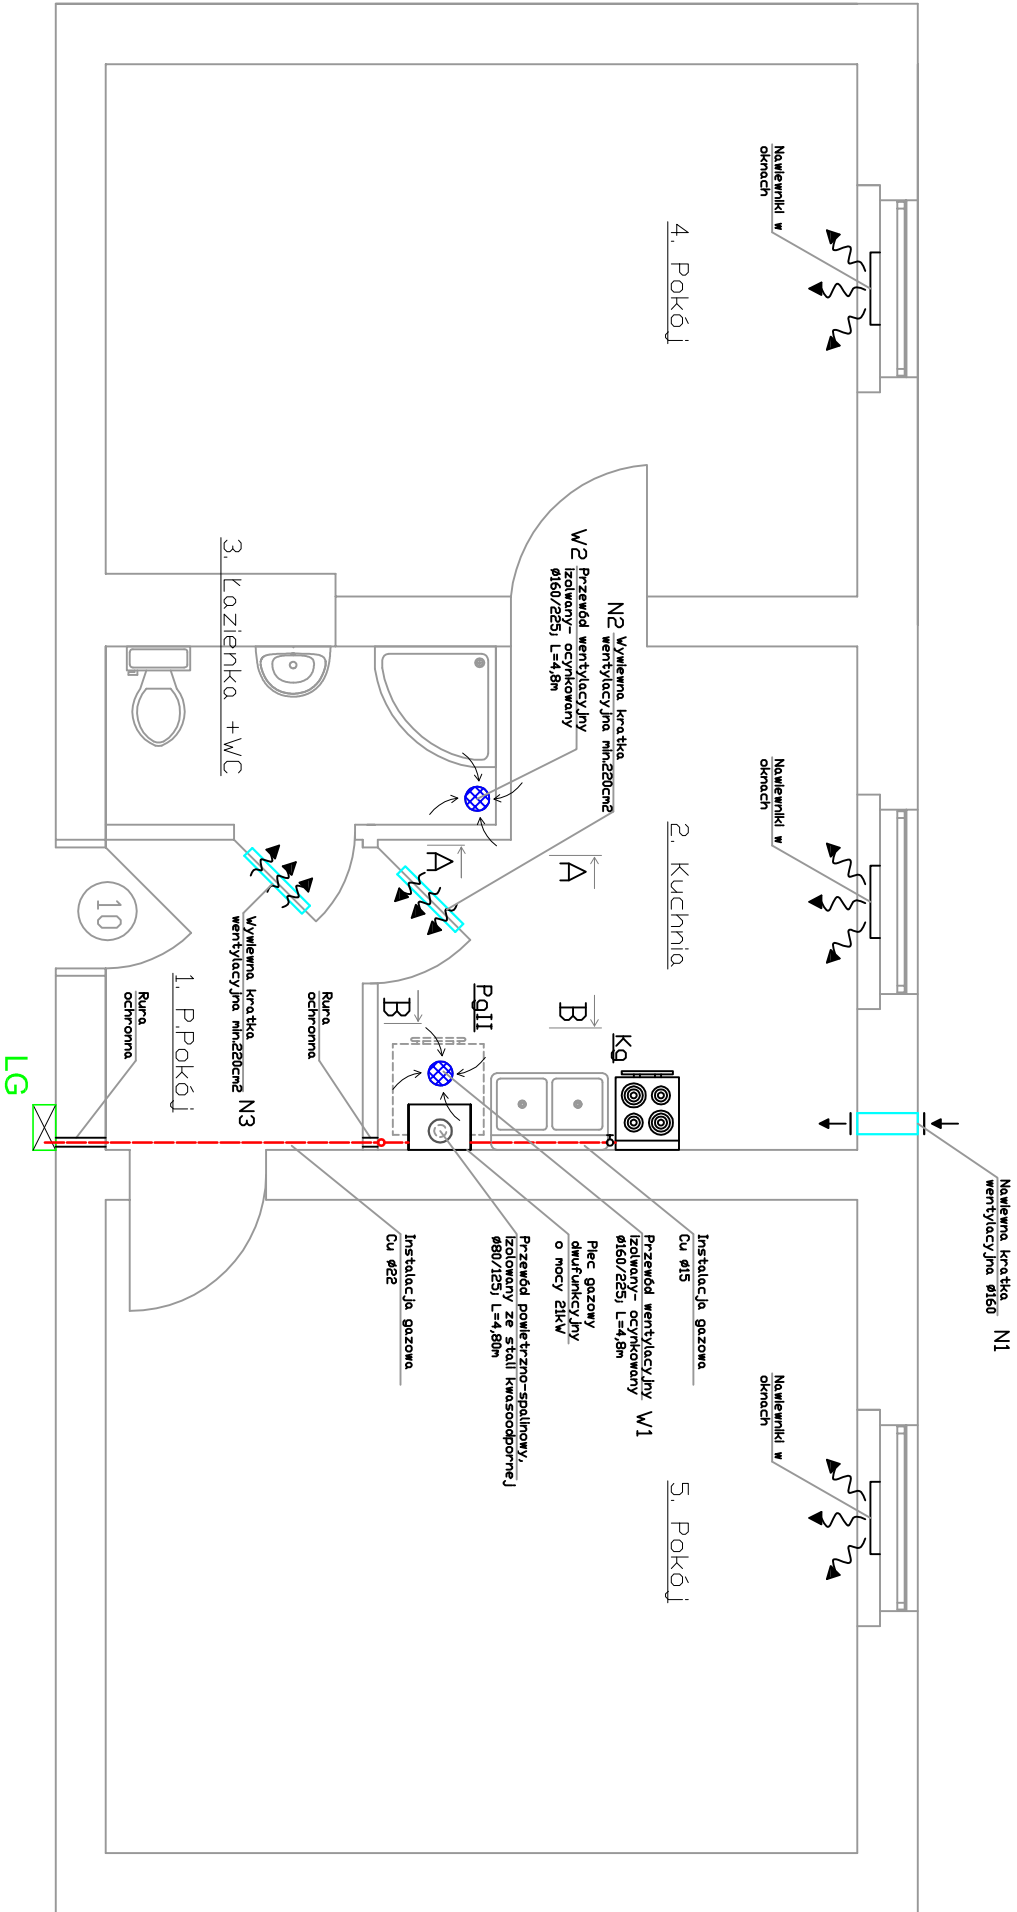 Nawiewna kratka
wentylacyjna Ø160
N1
Nawiewniki w
oknach
Nawiewniki w
oknach
Nawiewniki w
oknach
4. Pokój
2. Kuchnia
5. Pokój
Instalacja gazowa
Cu Ø15
Przewód wentylacyjny
izolwany- ocynkowany
Ø160/225; L=4,8m
W1
Piec gazowy
dwufunkcyjny
o mocy 21kW
Przewód powietrzno-spalinowy,
izolowany ze stali kwasoodpornej
Ø80/125; L=4,80m
Instalacja gazowa
Cu Ø22
N2
Wywiewna kratka
wentylacyjna min.220cm2
W2
Przewód wentylacyjny
izolwany- ocynkowany
Ø160/225; L=4,8m
Kg
A
B
PgII
A
B
Rura
ochronna
3. Łazienka +WC
Wywiewna kratka
wentylacyjna min.220cm2
N3
1. P.Pokój
Rura
ochronna
10
LG